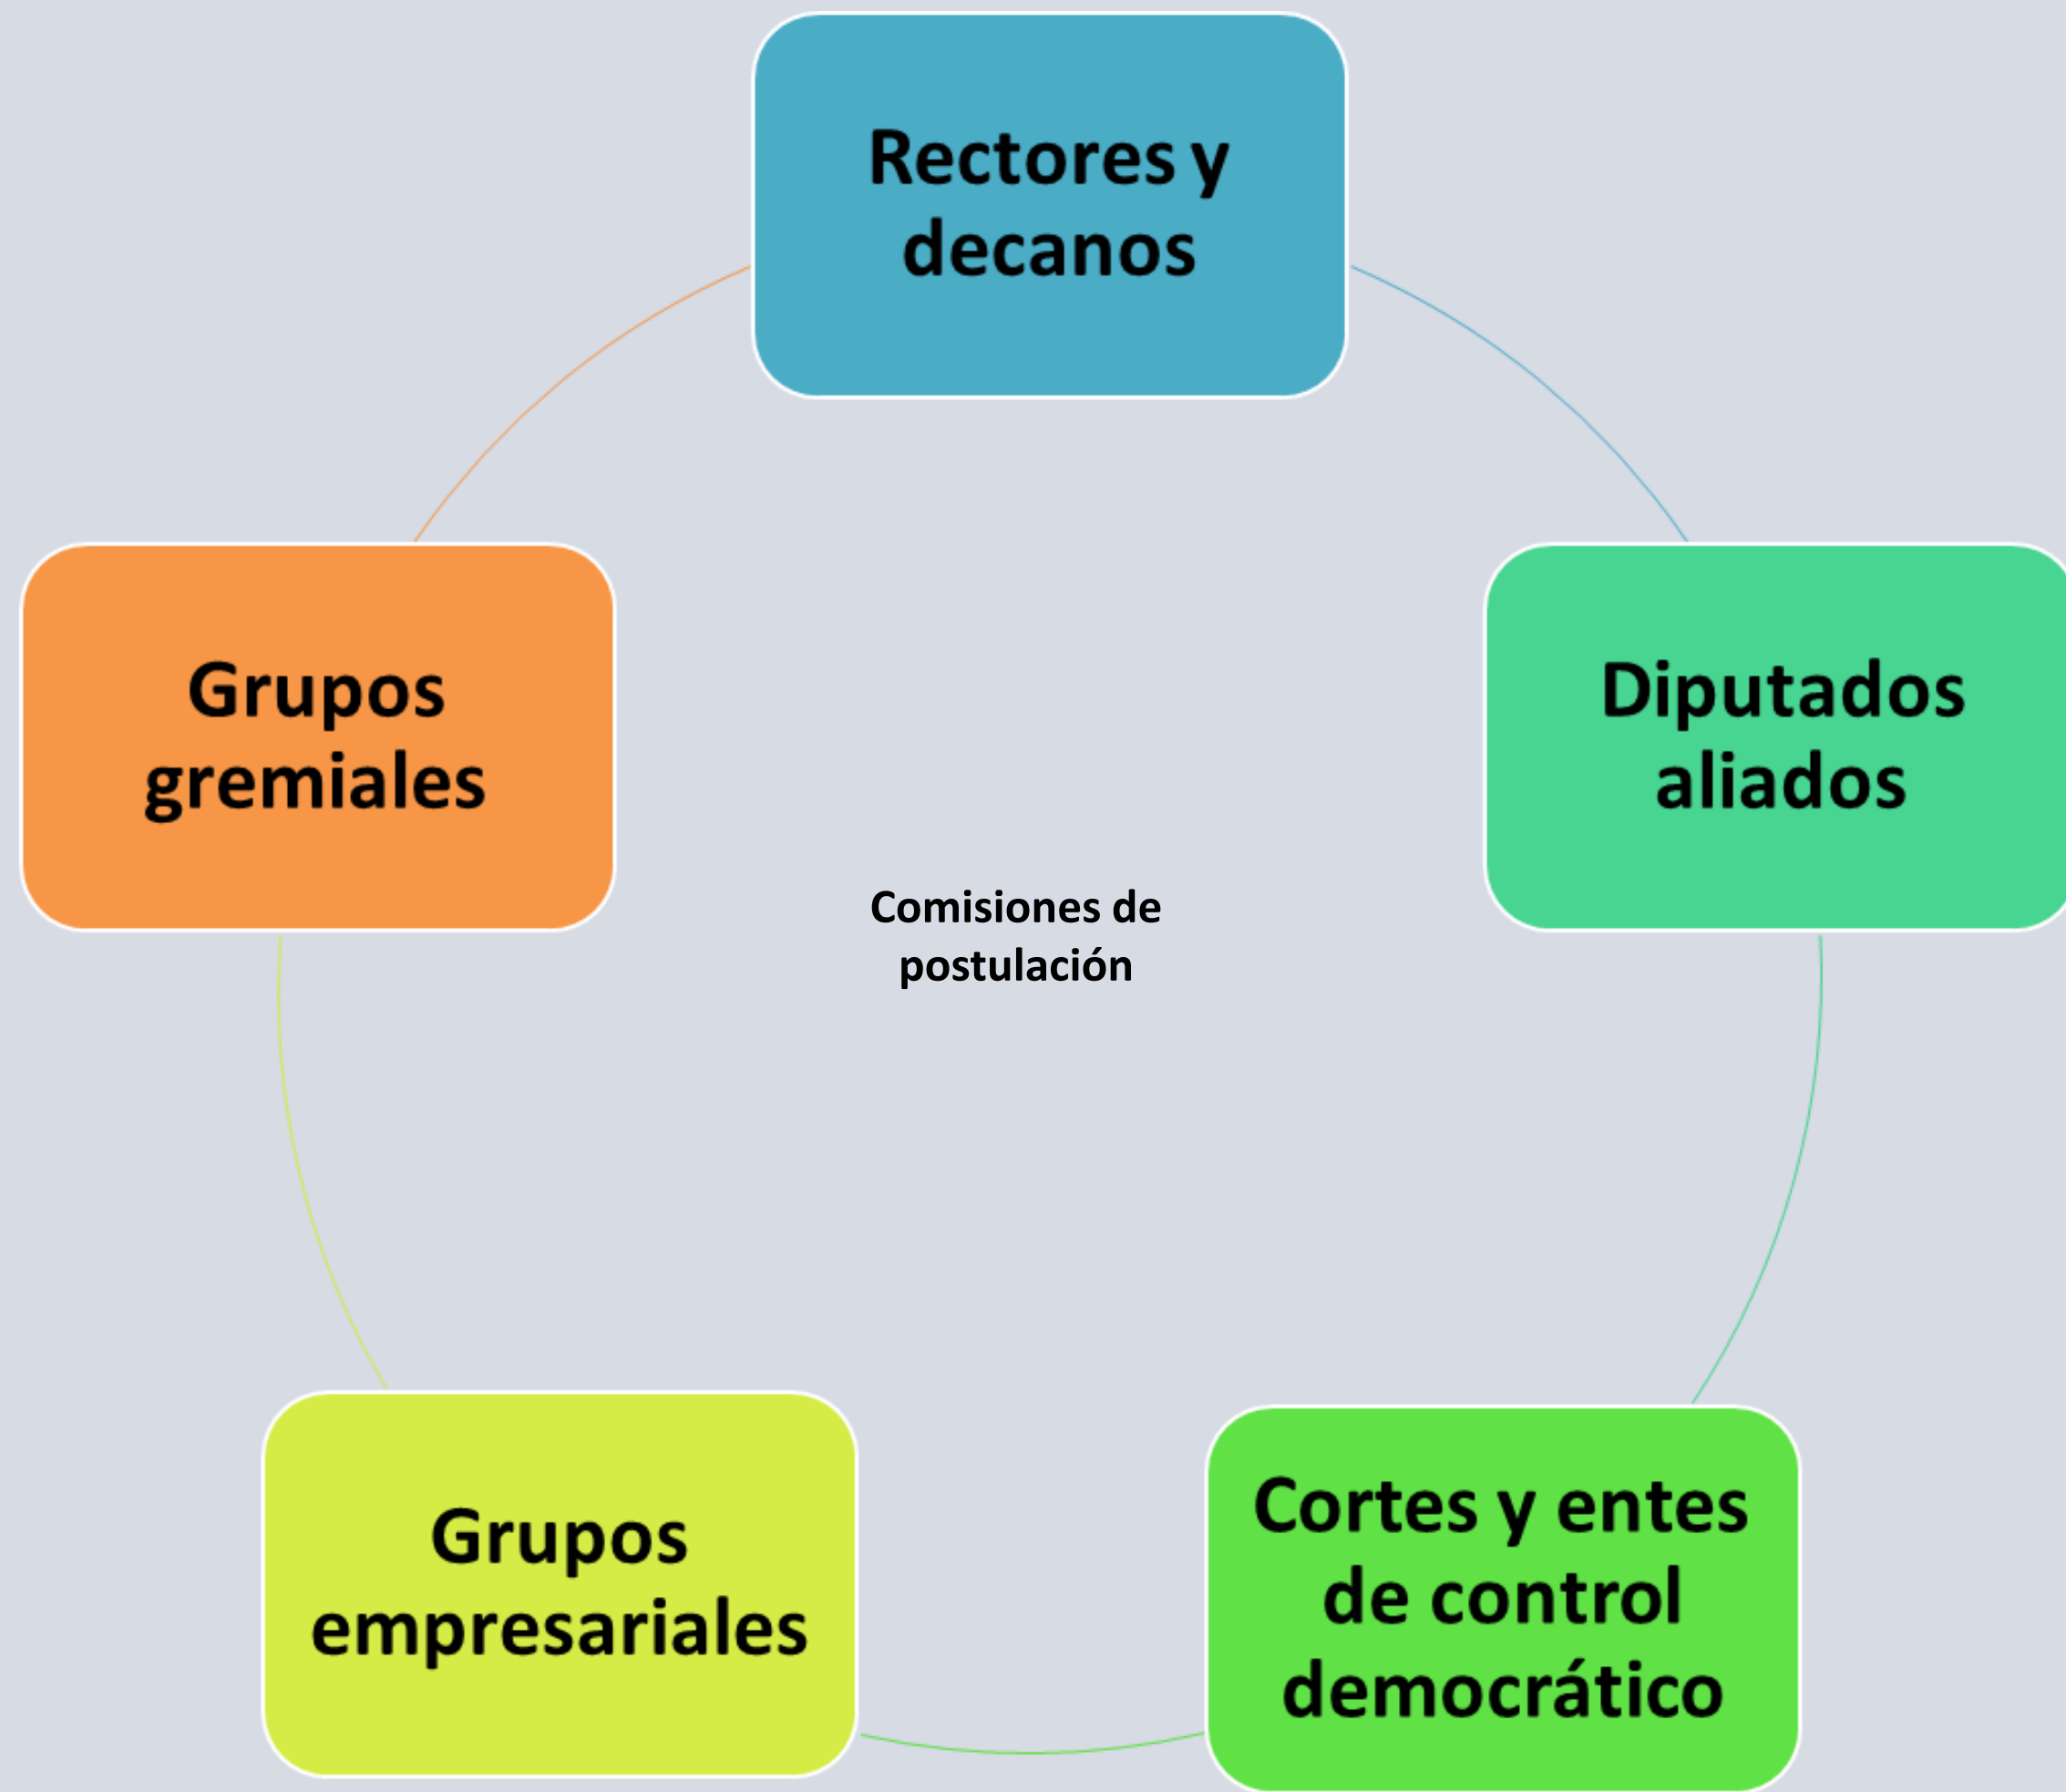 Rectores y
decanos
Grupos
gremiales
Diputados
aliados
Comisiones de
postulación
Grupos
empresariales
Cortes y entes
de control
democrático